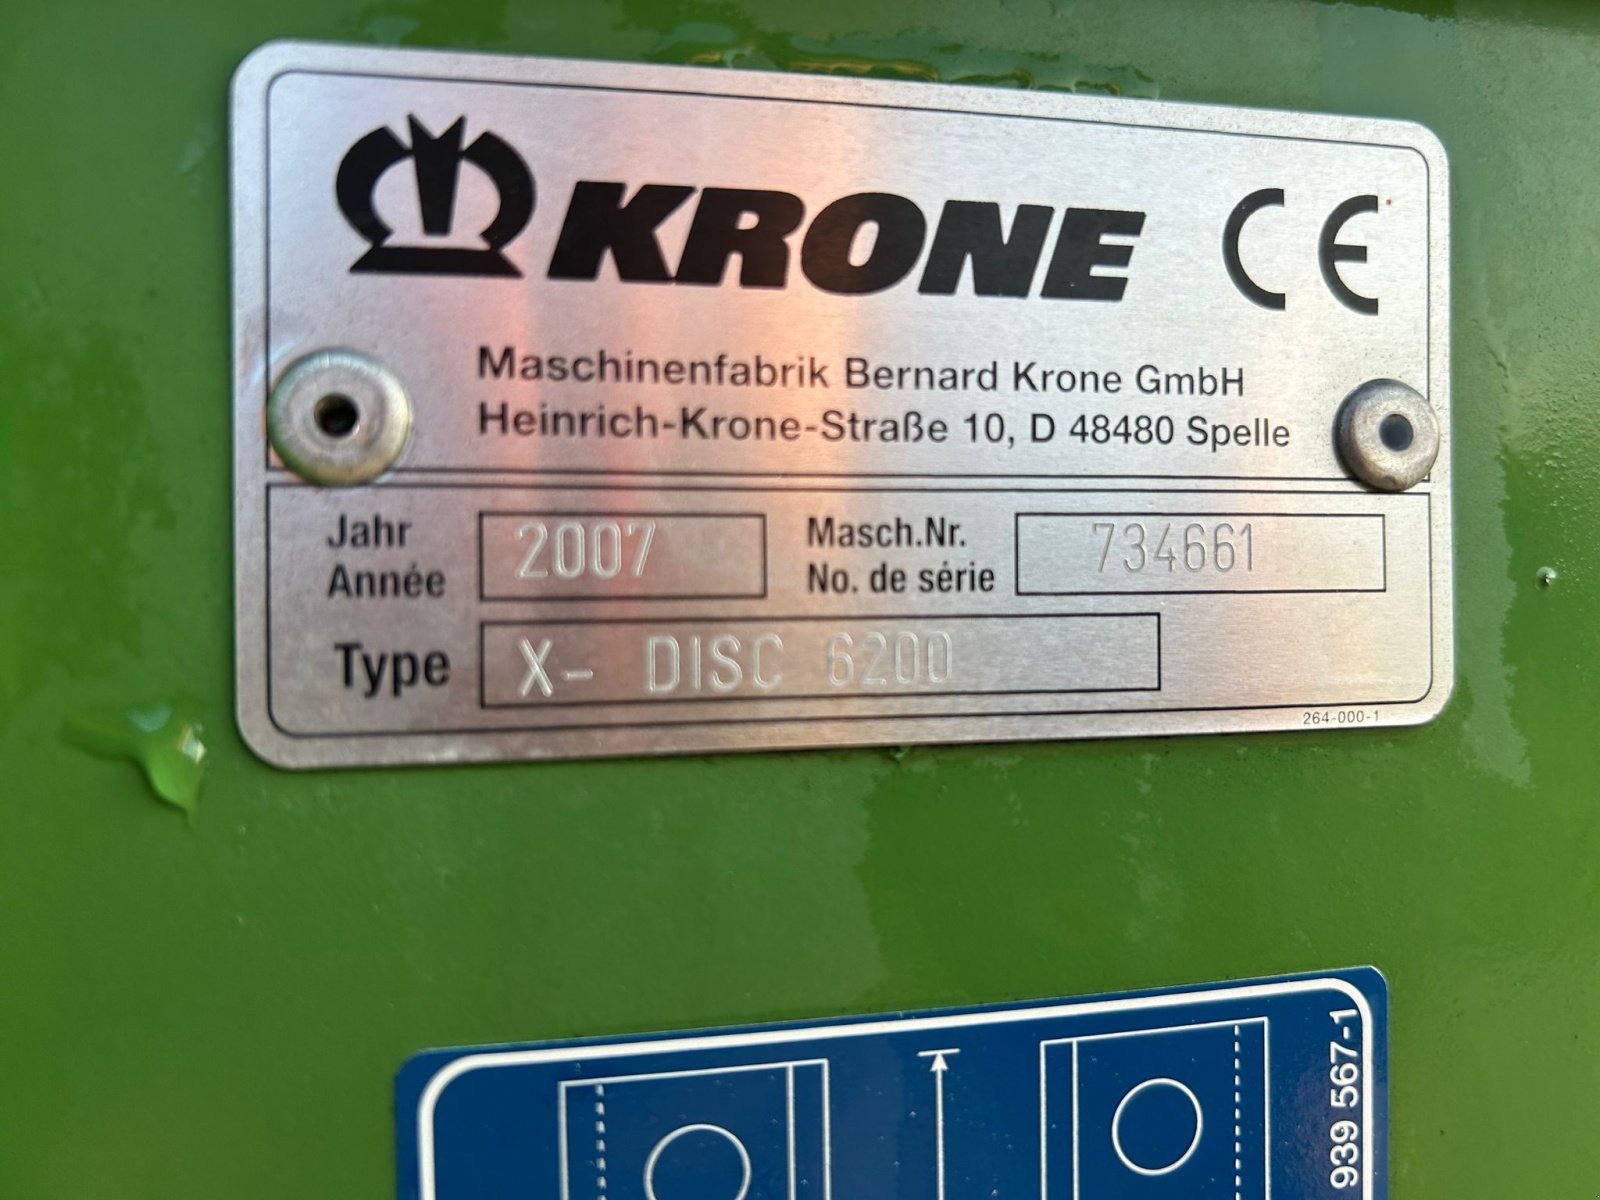 KRONE CE
Maschinenfabrik Bernard Krone GmbH
Heinrich-Krone-Straße 10, D 48480 Spelle
Jahr
Année
2007
Masch.Nr.
No. de série
734661
Type
X- DISC 6200
264-000-1
939 567-1